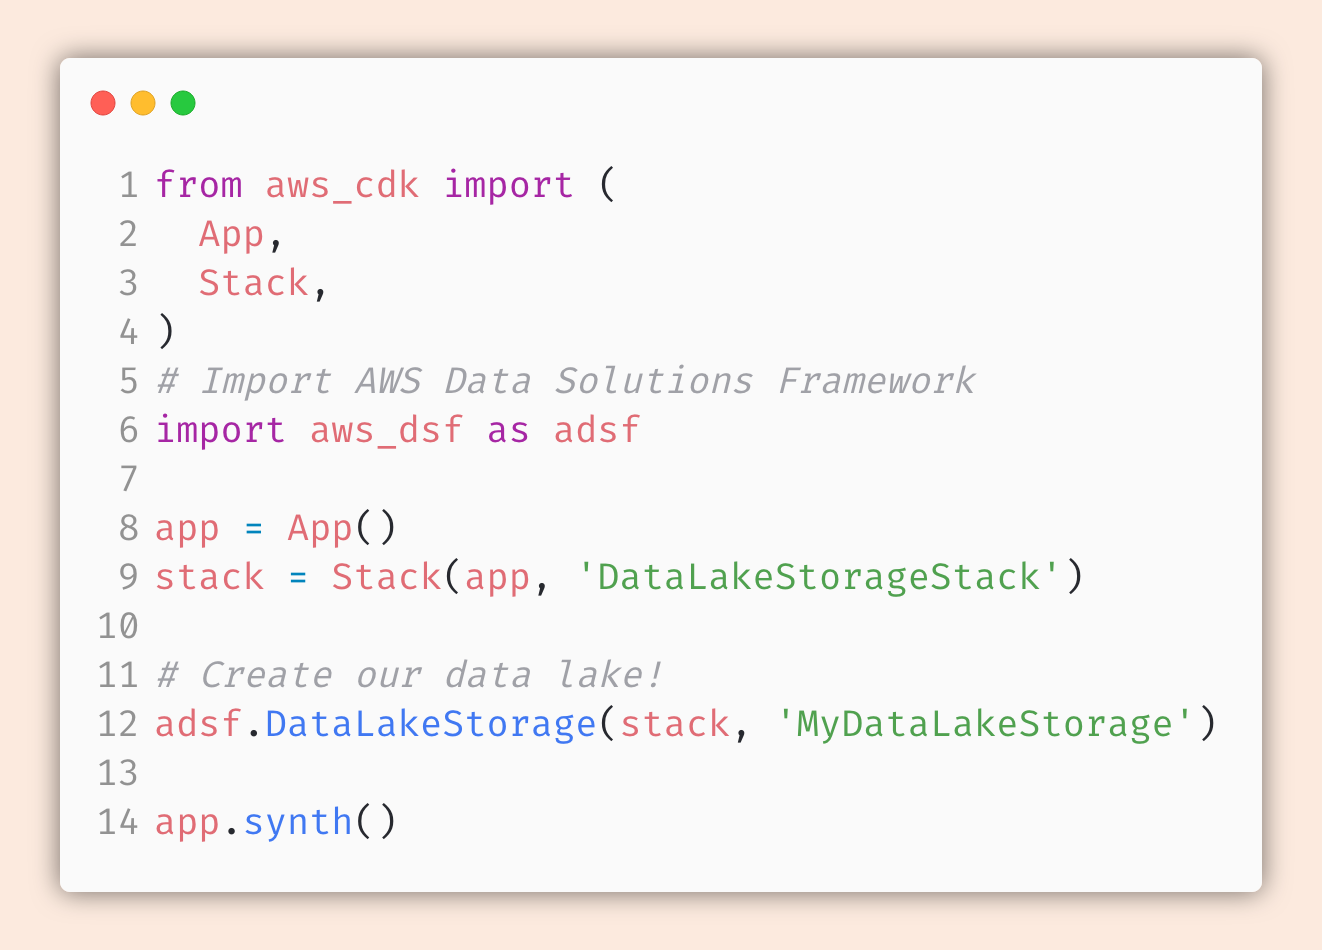 1 from aws_cdk import (
2   App,
3   Stack,
4 )
5 # Import AWS Data Solutions Framework
6 import aws_dsf as adsf
7
8 app = App()
9 stack = Stack(app, 'DataLakeStorageStack')
10
11 # Create our data lake!
12 adsf.DataLakeStorage(stack, 'MyDataLakeStorage')
13
14 app.synth()